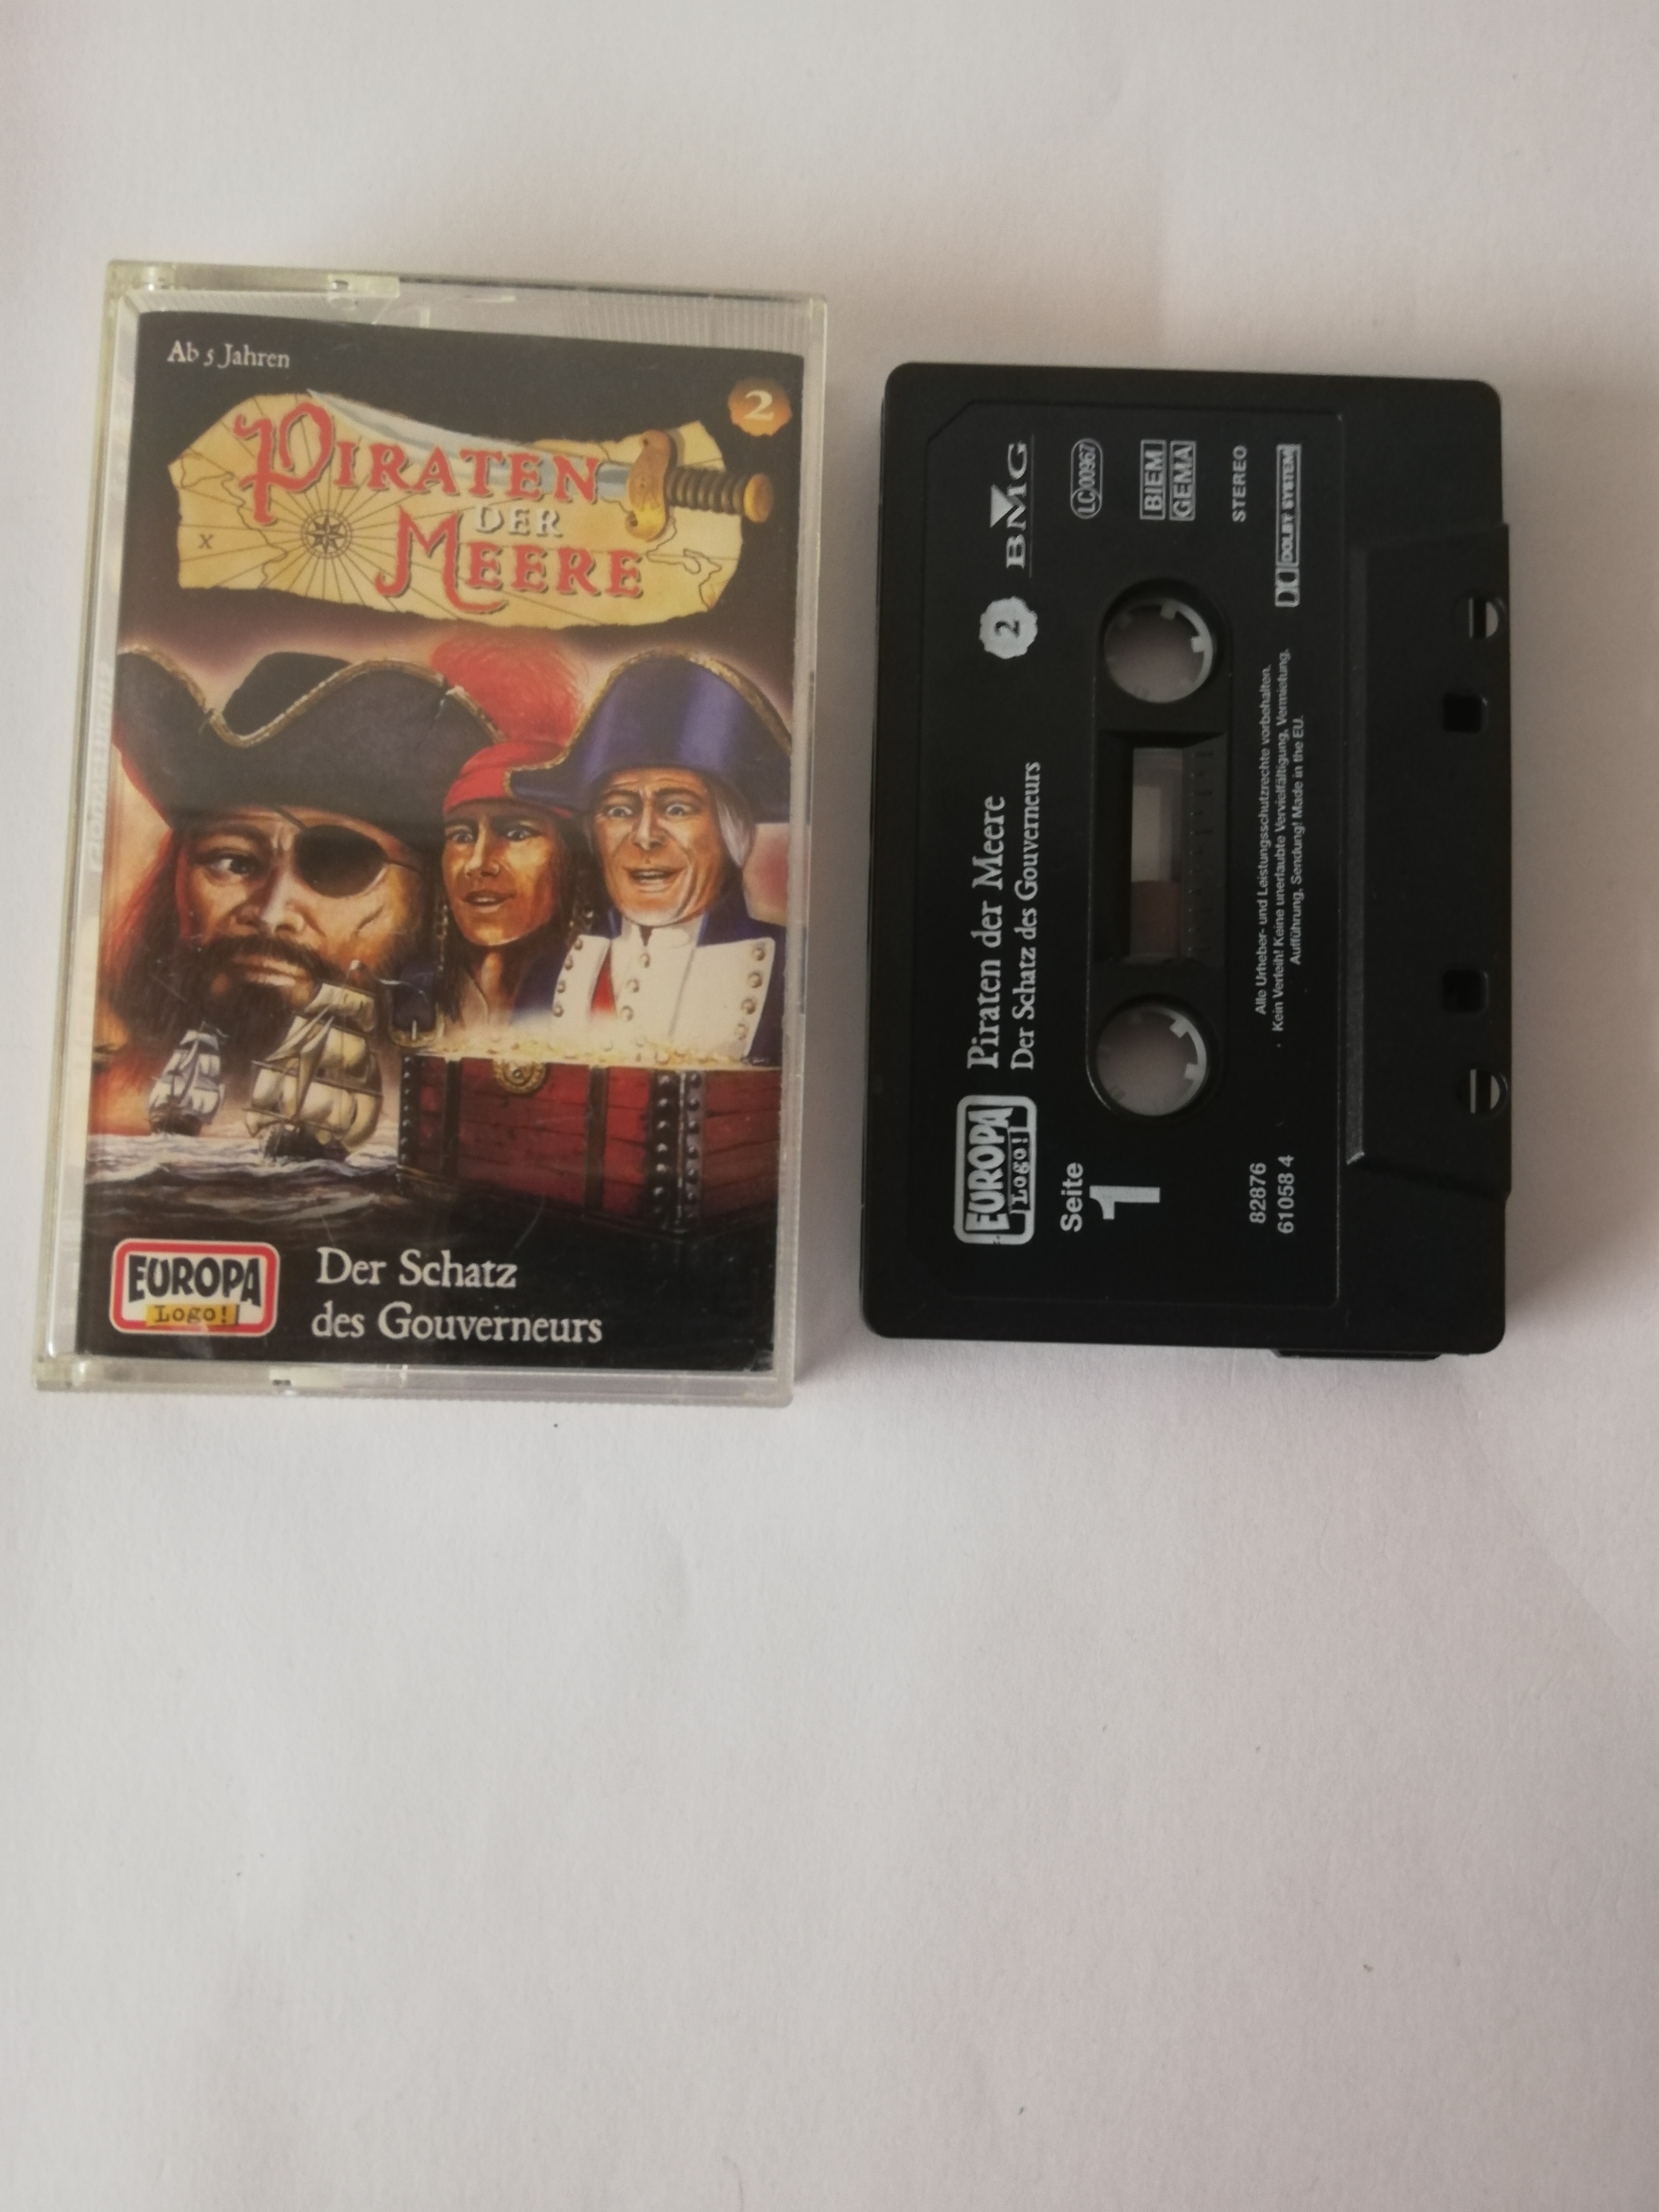 Ab 5 Jahren
2
PIRATEN
DER
MEERE
X
EUROPA
Logo!
Der Schatz
des Gouverneurs
EUROPA
Logo!
Piraten der Meere
Der Schatz des Gouverneurs
2
BMG
Seite
1
LC 00967
BIEM
GEMA
STEREO
82876
61058 4
DOLBY SYSTEM
Alle Urheber- und Leistungsschutzrechte vorbehalten.
Kein Verleih! Keine unerlaubte Vervielfältigung, Vermietung,
Aufführung, Sendung! Made in the EU.